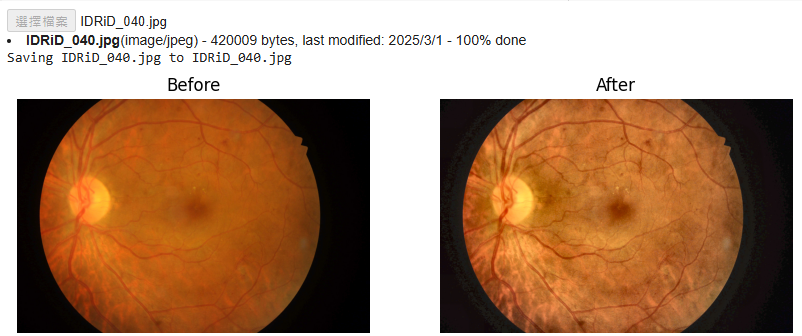 選擇檔案 IDRiD_040.jpg
• IDRiD_040.jpg(image/jpeg) - 420009 bytes, last modified: 2025/3/1 - 100% done
Saving IDRiD_040.jpg to IDRiD_040.jpg
Before After